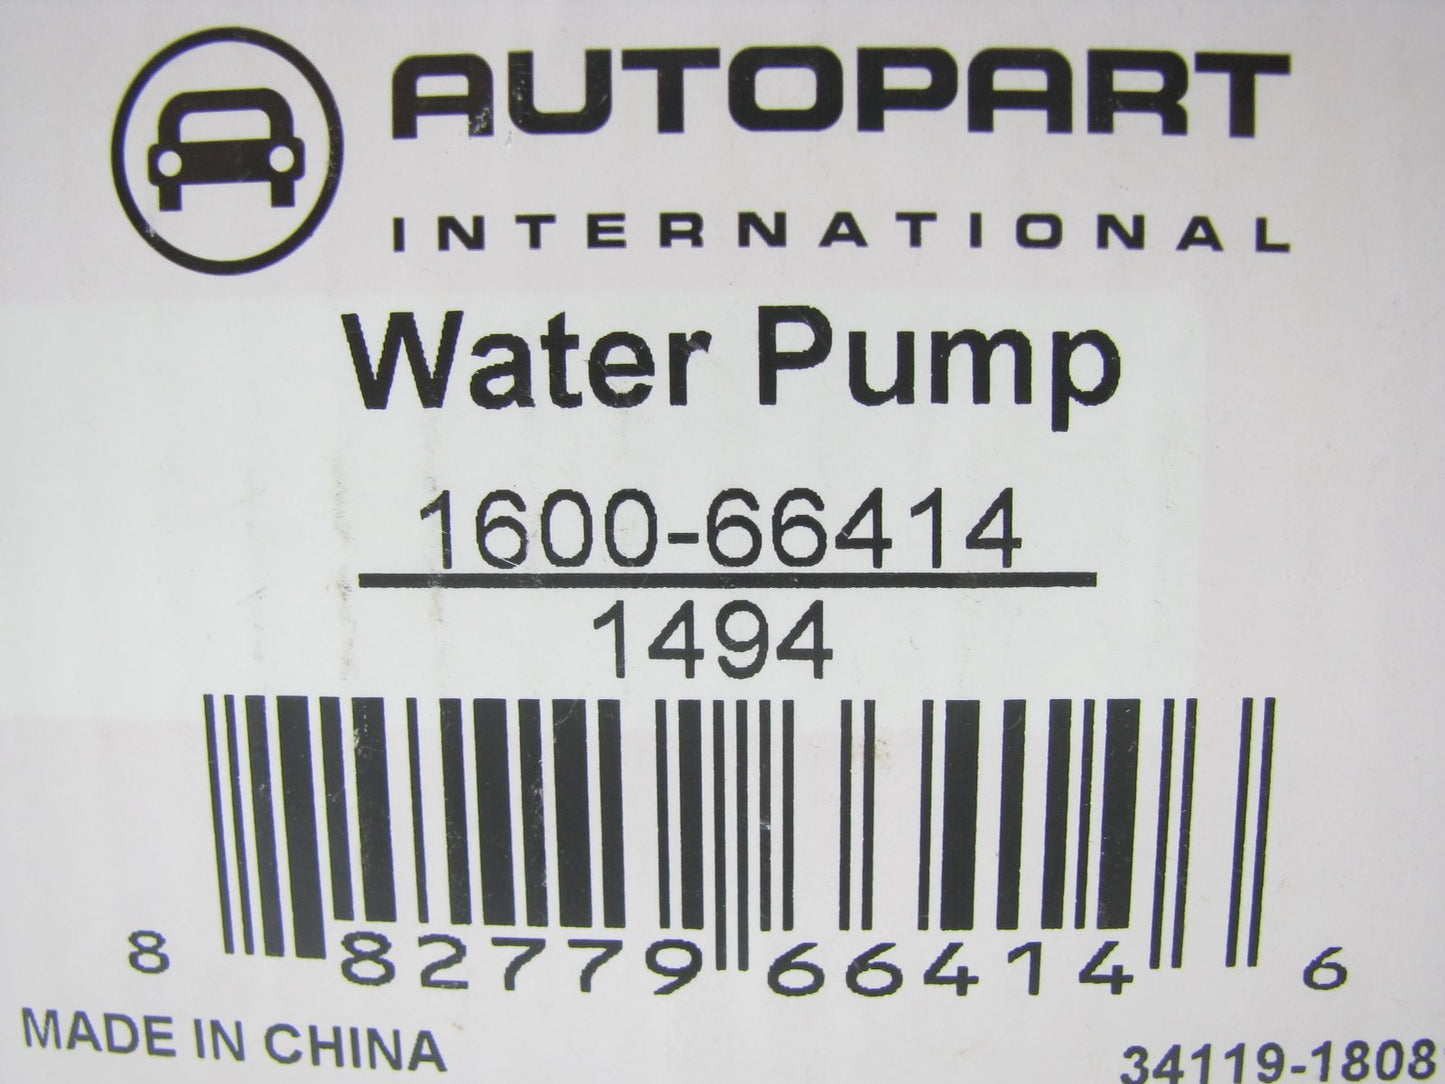 AUTOPART
INTERNATIONAL
Water Pump
1600-66414
1494
8 82779 66414 6
MADE IN CHINA
34119-1808